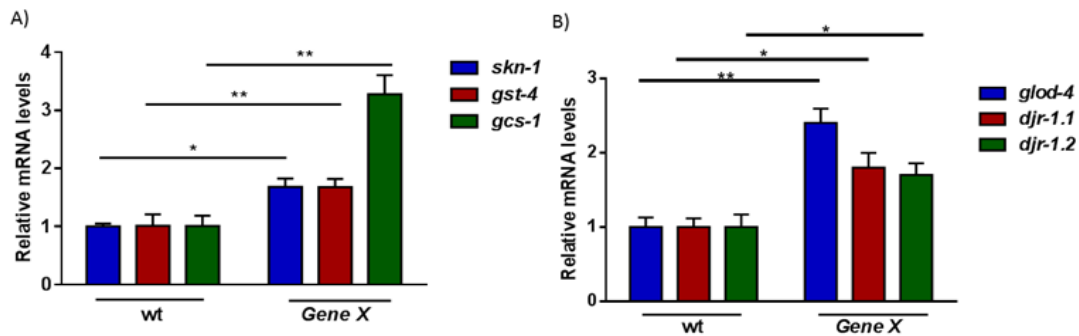 A)
Relative mRNA levels
4
3
2
1
0
*
**
**
wt
Gene X
skn-1
gst-4
gcs-1
B)
Relative mRNA levels
3
2
1
0
**
*
*
wt
Gene X
glod-4
djr-1.1
djr-1.2